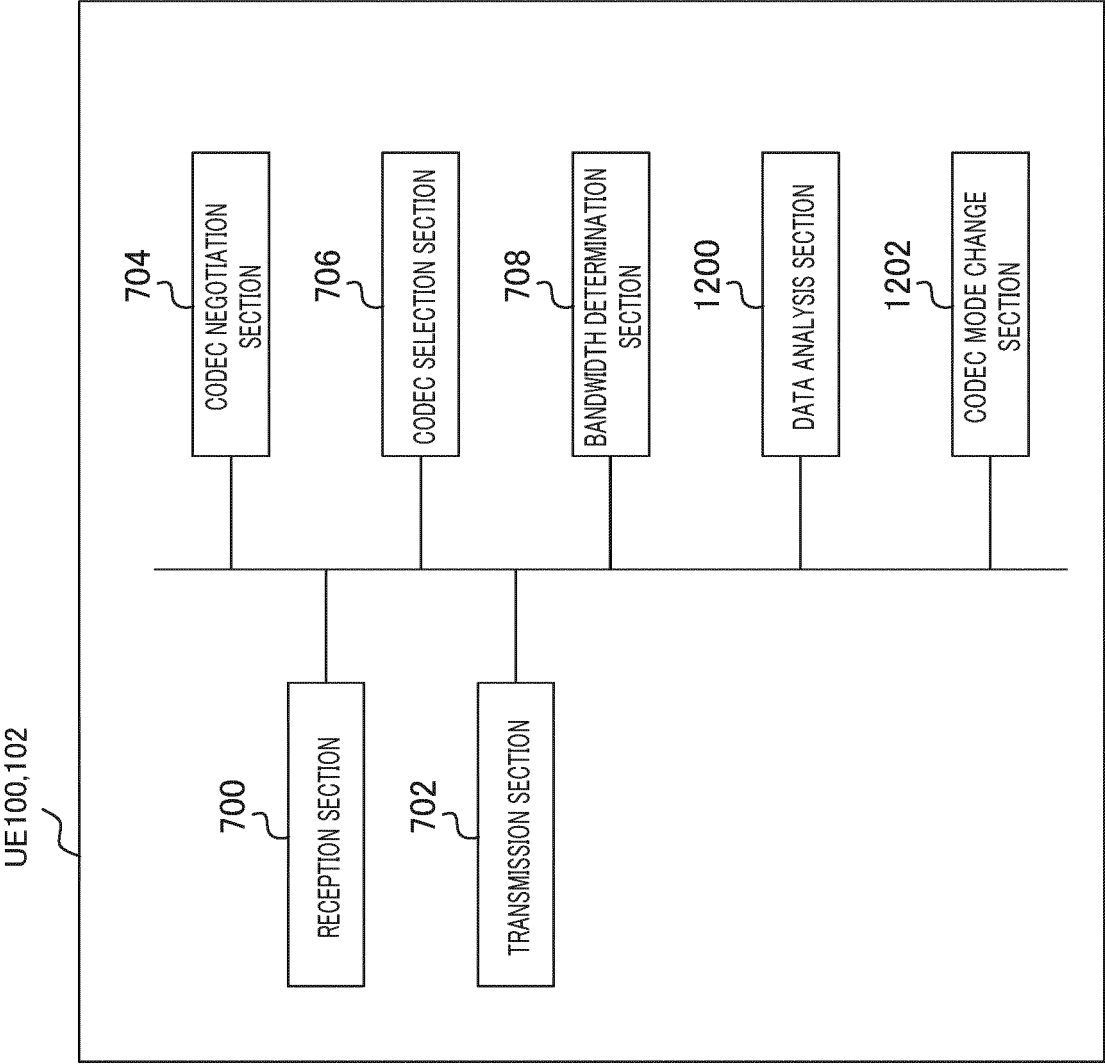 UE100,102
700
RECEPTION SECTION
702
TRANSMISSION SECTION
704
CODEC NEGOTIATION
SECTION
706
CODEC SELECTION SECTION
708
BANDWIDTH DETERMINATION
SECTION
1200
DATA ANALYSIS SECTION
1202
CODEC MODE CHANGE
SECTION